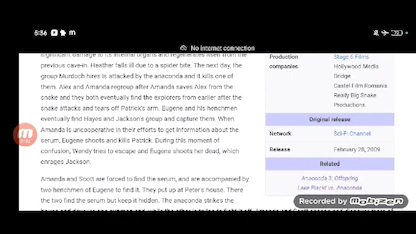 5:36
No internet connection
significant damage to its internal organs and regenerates itself from the
previous cave-in. Heather falls ill due to a spider bite. The next day, the
group Murdoch hires is attacked by the anaconda and it kills one of
them. Alex and Amanda regroup after Amanda saves Alex from the
snake and they both eventually find the explorers from earlier after the
snake attacks and tears off Patrick's arm. Eugene and his henchmen
eventually find Hayes and Jackson's group and capture them. When
Amanda is uncooperative in their efforts to get information about the
serum, Eugene shoots and kills Patrick. During this moment of
confusion, Wendy tries to escape and Eugene shoots her dead, which
enrages Jackson.
Amanda and Scott are forced to find the serum, and are accompanied by
two henchmen of Eugene to find it. They put up at Peter's house. There
the two find the serum but keep it hidden. The anaconda strikes the
Production
companies
Stage 6 Films
Hollywood Media
Bridge
Castel Film Romania
Ready Big Snake
Productions
Original release
Network
Sci-Fi Channel
Release
February 28, 2009
Related
Anaconda 3: Offspring
Lake Placid vs. Anaconda
Recorded by mobizen